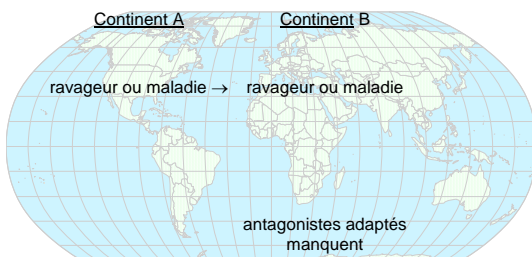 Continent A Continent B
ravageur ou maladie → ravageur ou maladie
antagonistes adaptés
manquent